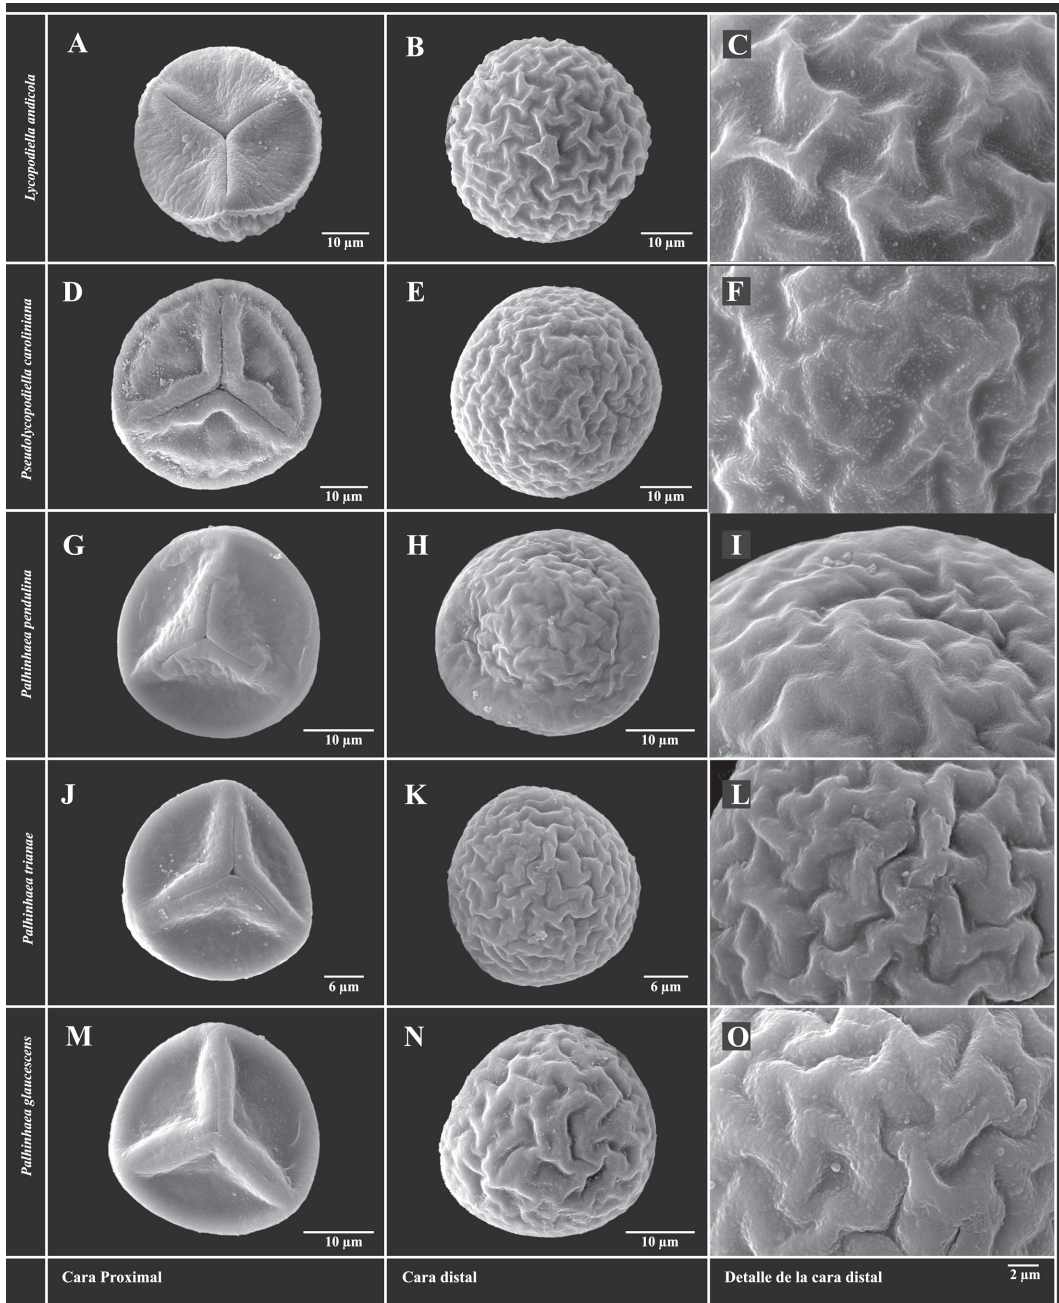 Lycopodiella andicola
A
B
C
10 µm
10 µm
Pseudolycopodiella caroliniana
D
E
F
10 µm
10 µm
Palhinhaea pendulina
G
H
I
10 µm
10 µm
Palhinhaea trianae
J
K
L
6 µm
6 µm
Palhinhaea glaucescens
M
N
O
10 µm
10 µm
Cara Proximal
Cara distal
Detalle de la cara distal
2 µm